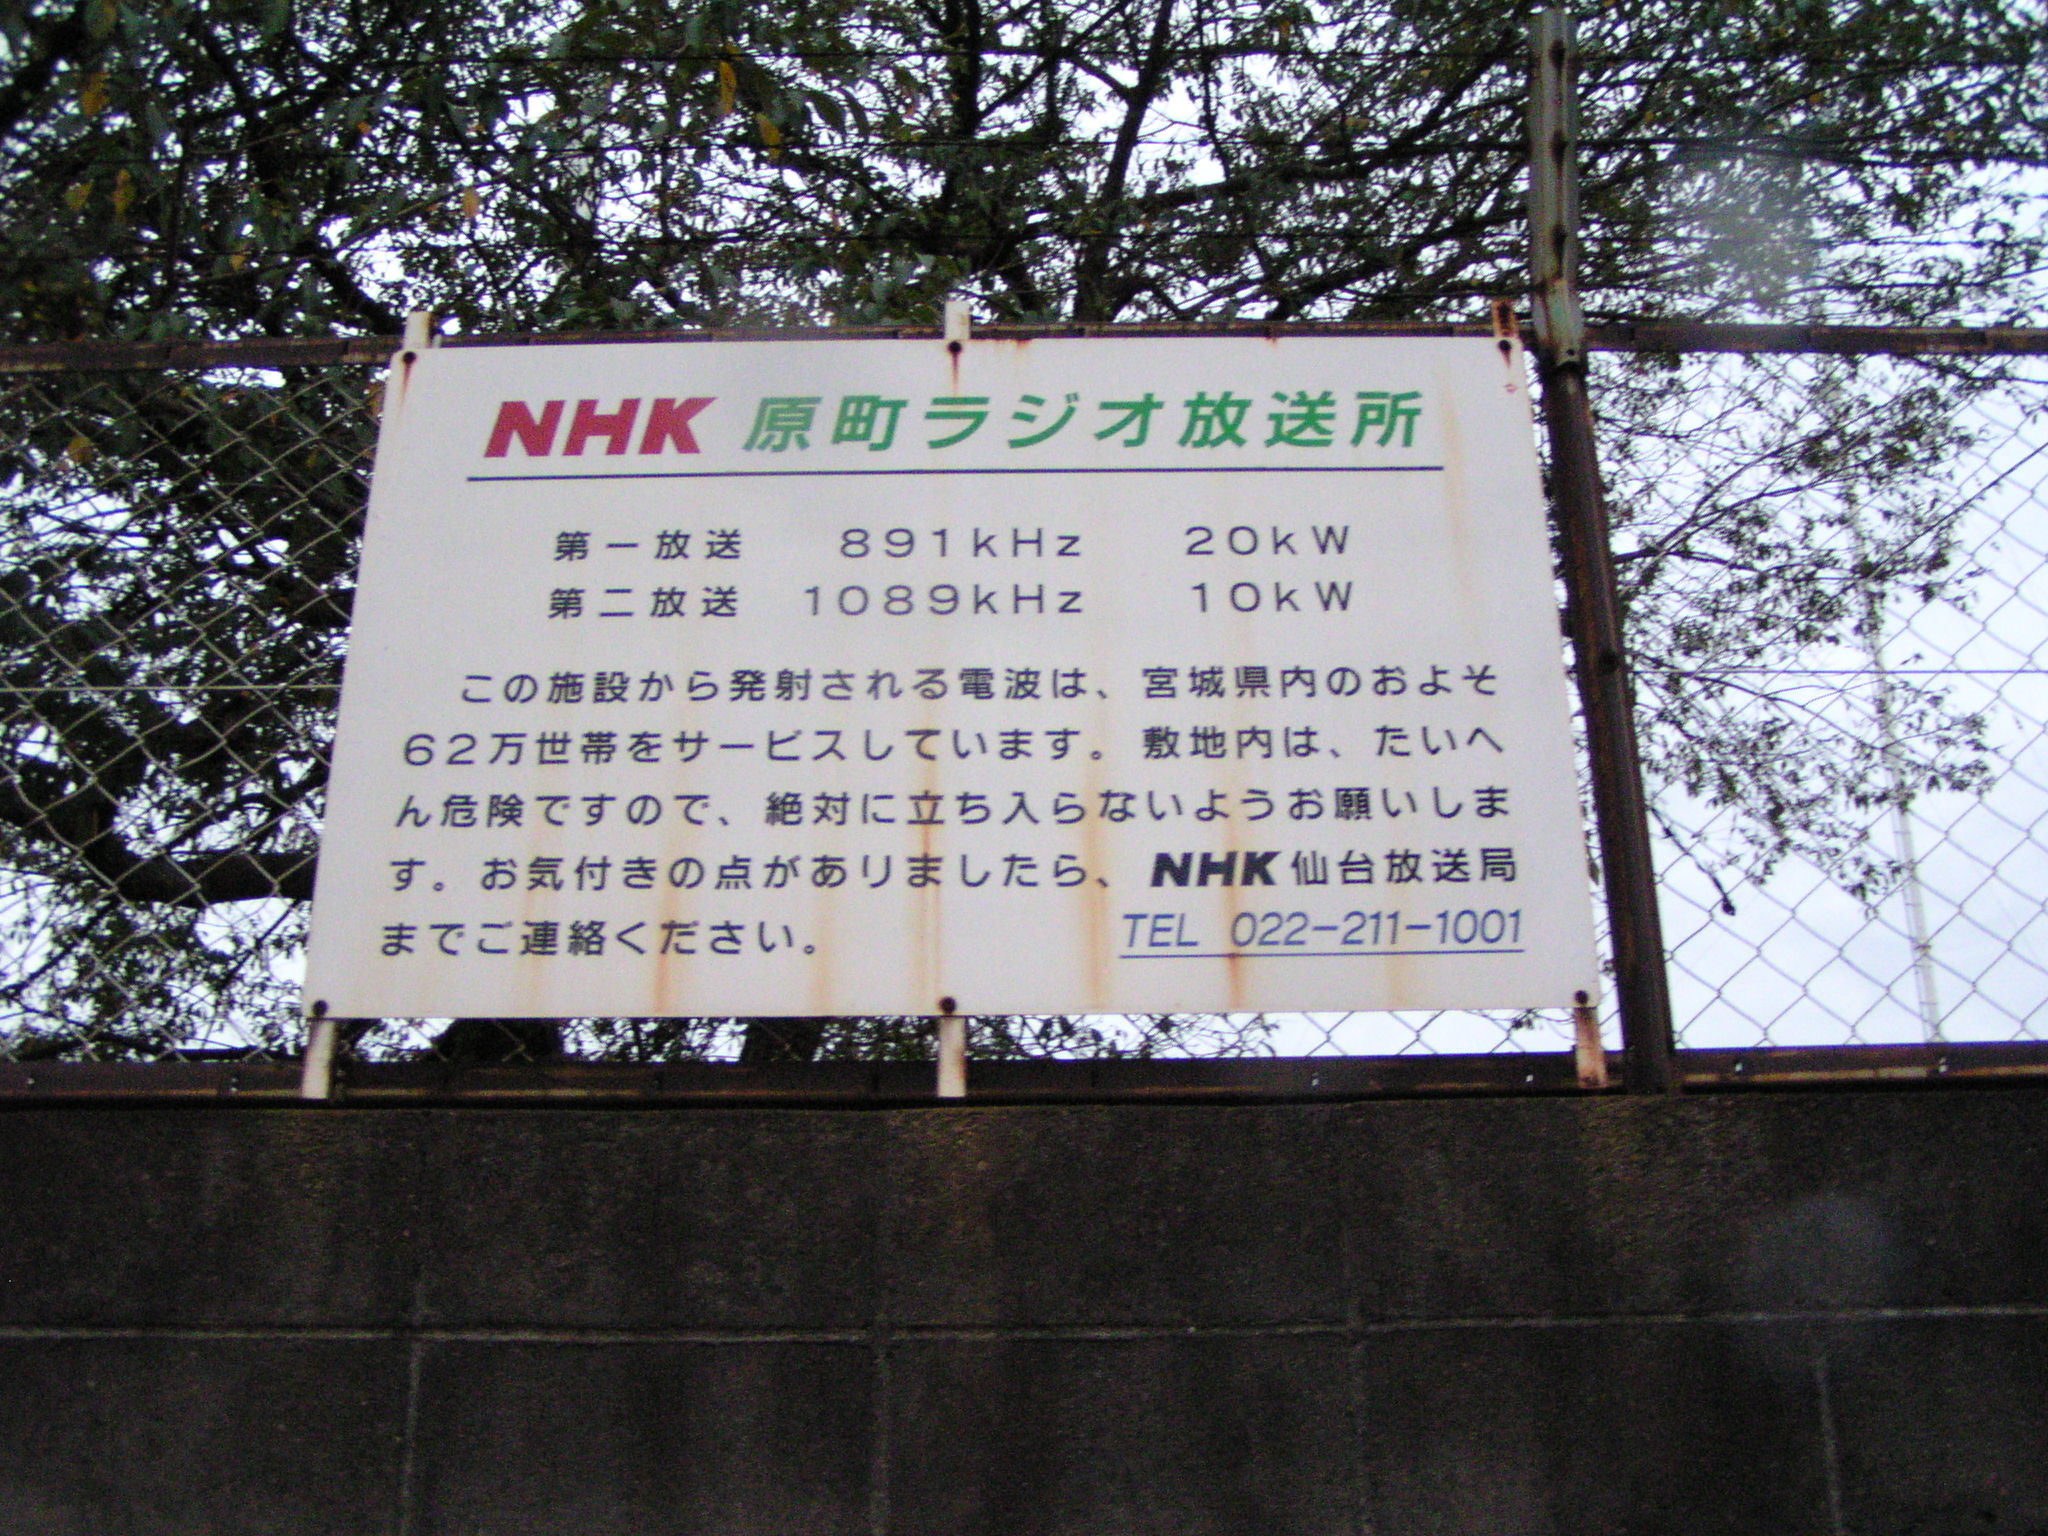 NHK 原町ラジオ放送所
第一放送 891kHz 20kW
第二放送 1089kHz 10kW
この施設から発射される電波は、宮城県内のおよそ
62万世帯をサービスしています。敷地内は、たいへ
ん危険ですので、絶対に立ち入らないようお願いしま
す。お気付きの点がありましたら、NHK仙台放送局
までご連絡ください。 TEL 022-211-1001